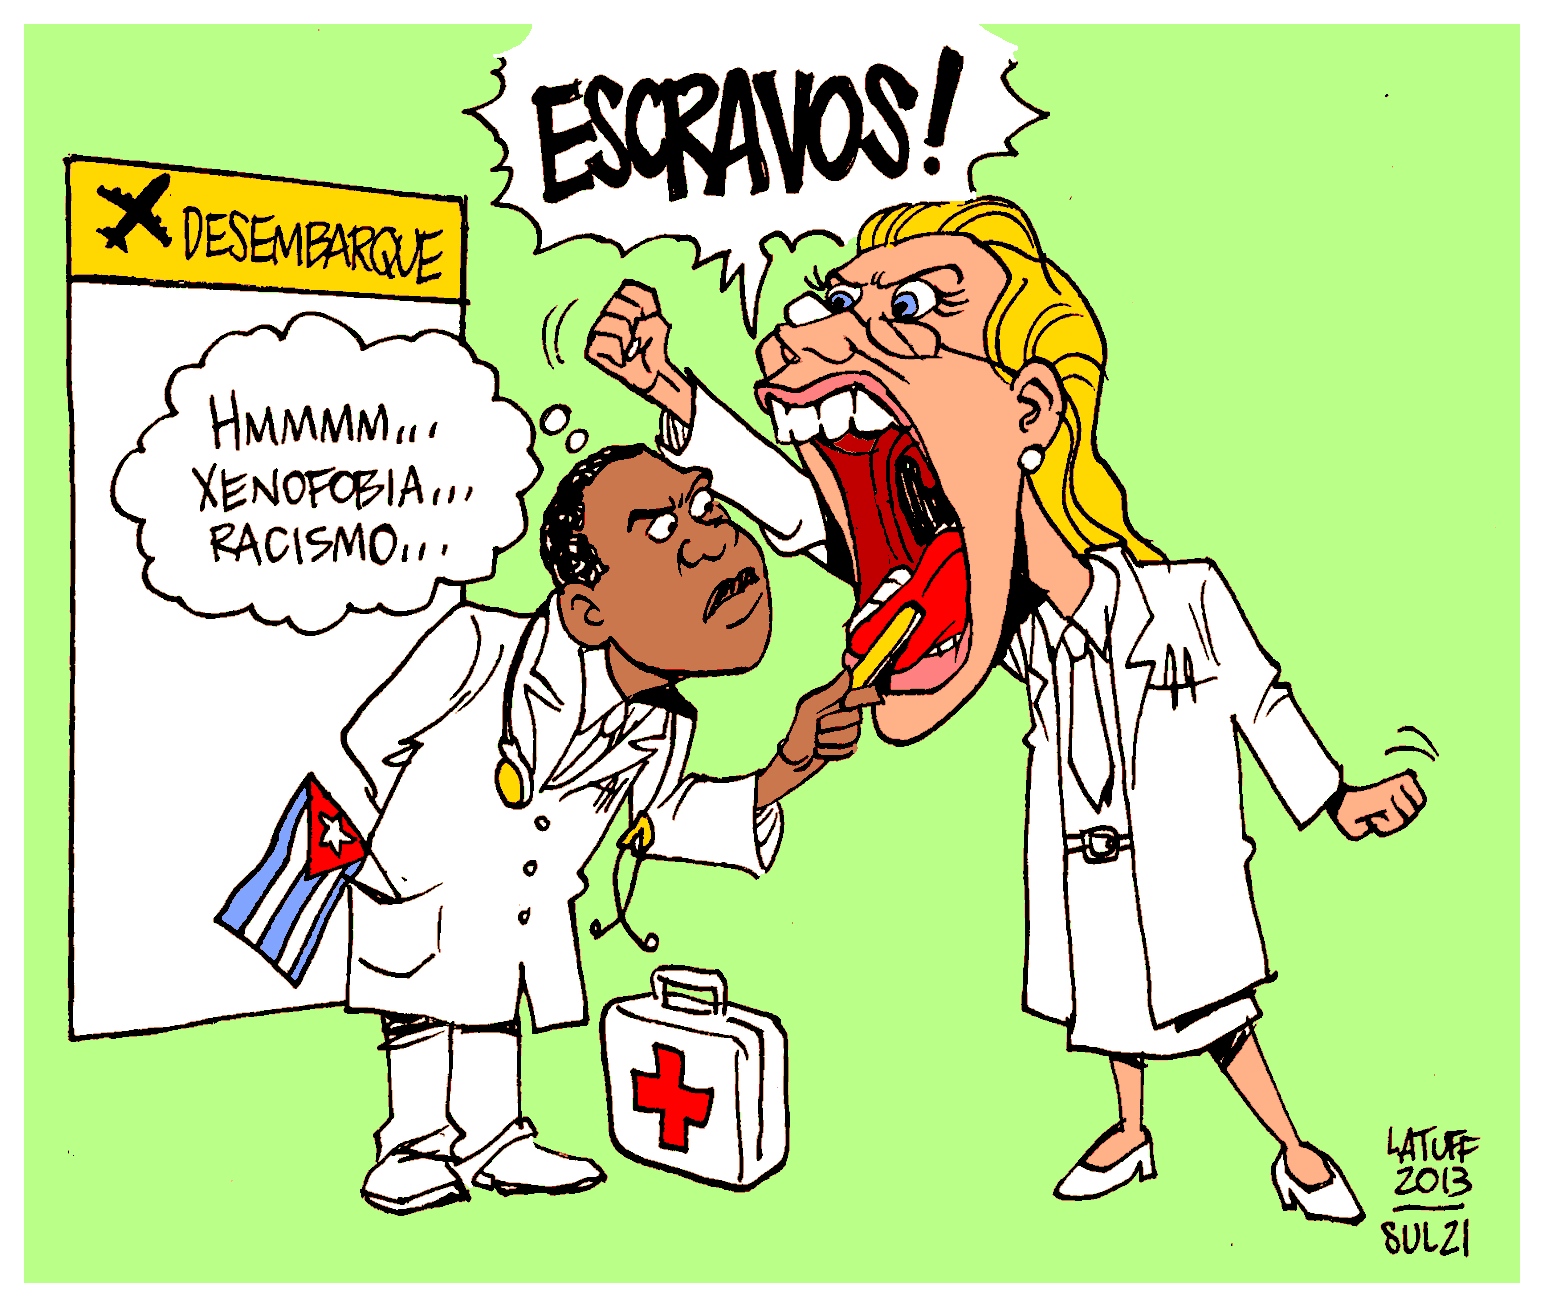 ESCRAVOS!
DESEMBARQUE
HMMMM...
XENOFOBIA...
RACISMO...
LATUFF
2013
SUL21